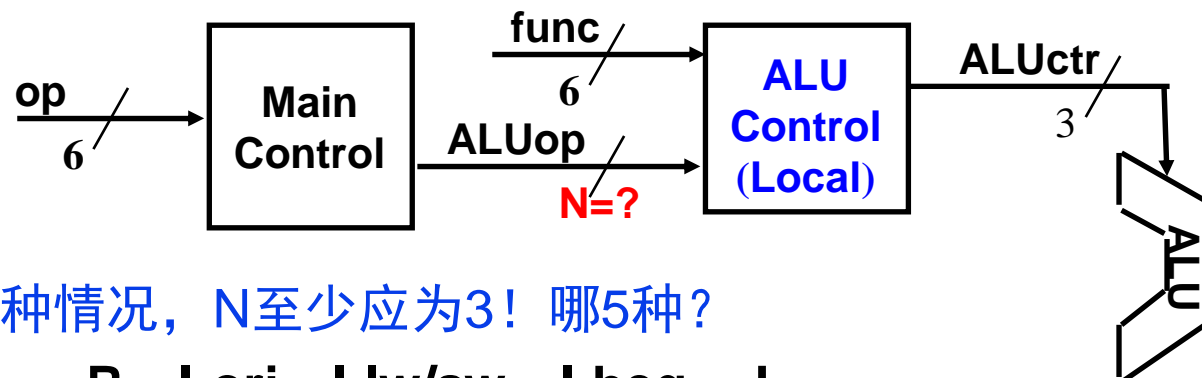 func
ALUctr
op
6
ALU
Main
6
3
Control
ALUop
Control
(Local)
N=?
ALU
种情况，N至少应为3！哪5种？